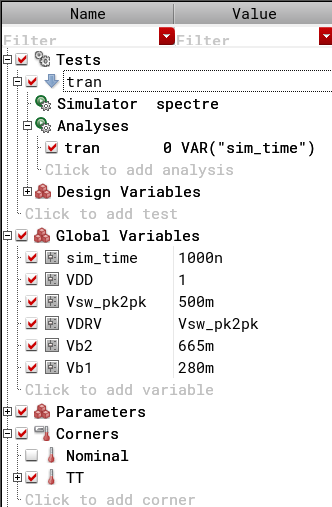 Name Value
Filter Filter
Tests
tran
Simulator spectre
Analyses
tran 0 VAR("sim_time")
Click to add analysis
Design Variables
Click to add test
Global Variables
sim_time 1000n
VDD 1
Vsw_pk2pk 500m
VDRV Vsw_pk2pk
Vb2 665m
Vb1 280m
Click to add variable
Parameters
Corners
Nominal
TT
Click to add corner